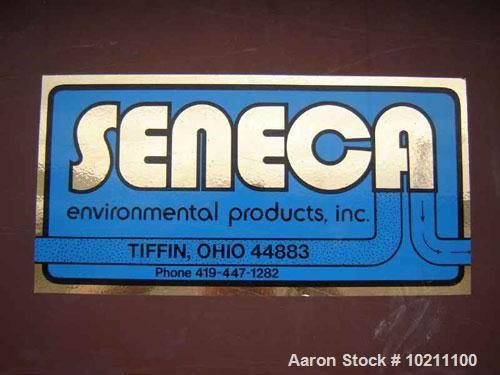 SENECA
environmental products, inc.
TIFFIN, OHIO 44883
Phone 419-447-1282
Aaron Stock # 10211100